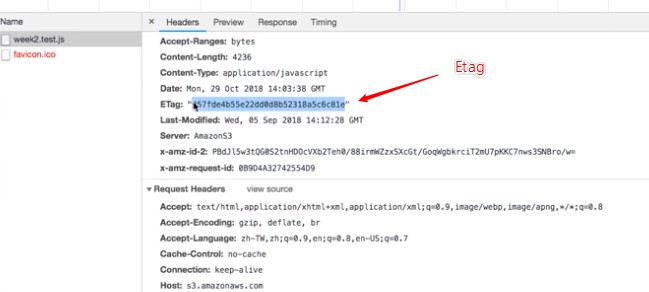 Name
× Headers Preview Response Timing
week2.test.js
favicon.ico
Accept-Ranges: bytes
Content-Length: 4236
Content-Type: application/javascript
Date: Mon, 29 Oct 2018 14:03:38 GMT
Etag
ETag: "57fde4b55e22dd0d8b52318a5c6c81e"
Last-Modified: Wed, 05 Sep 2018 14:12:28 GMT
Server: AmazonS3
x-amz-id-2: PBdJl5w3tQG0S2tnHDOcVXb2Teh0/88irmWZzxSXcGt/GoqWgbkrciT2mU7pKKC7nws3SNBro/w=
x-amz-request-id: 0B9D4A32742554D9
▼ Request Headers view source
Accept: text/html,application/xhtml+xml,application/xml;q=0.9,image/webp,image/apng,*/*;q=0.8
Accept-Encoding: gzip, deflate, br
Accept-Language: zh-TW,zh;q=0.9,en;q=0.8,en-US;q=0.7
Cache-Control: no-cache
Connection: keep-alive
Host: s3.amazonaws.com